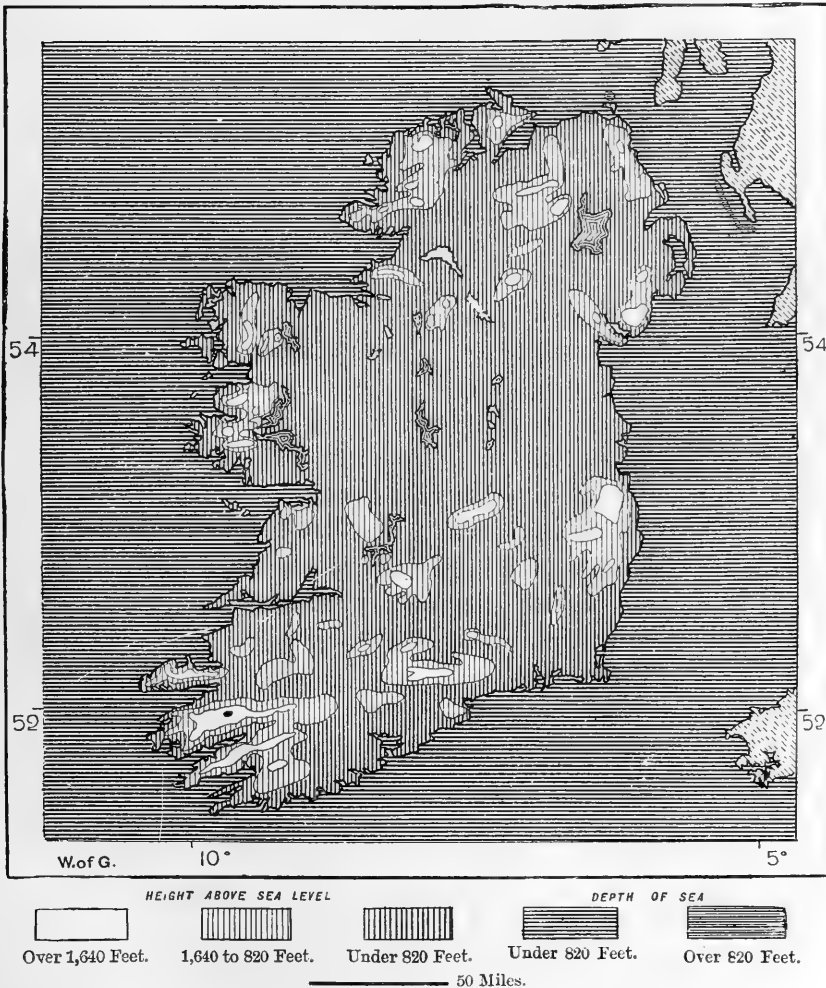 54
54
52
52
W.of G.
10°
5°
HEIGHT ABOVE SEA LEVEL
DEPTH OF SEA
Over 1,640 Feet.
1,640 to 820 Feet.
Under 820 Feet.
Under 820 Feet.
Over 820 Feet.
50 Miles.